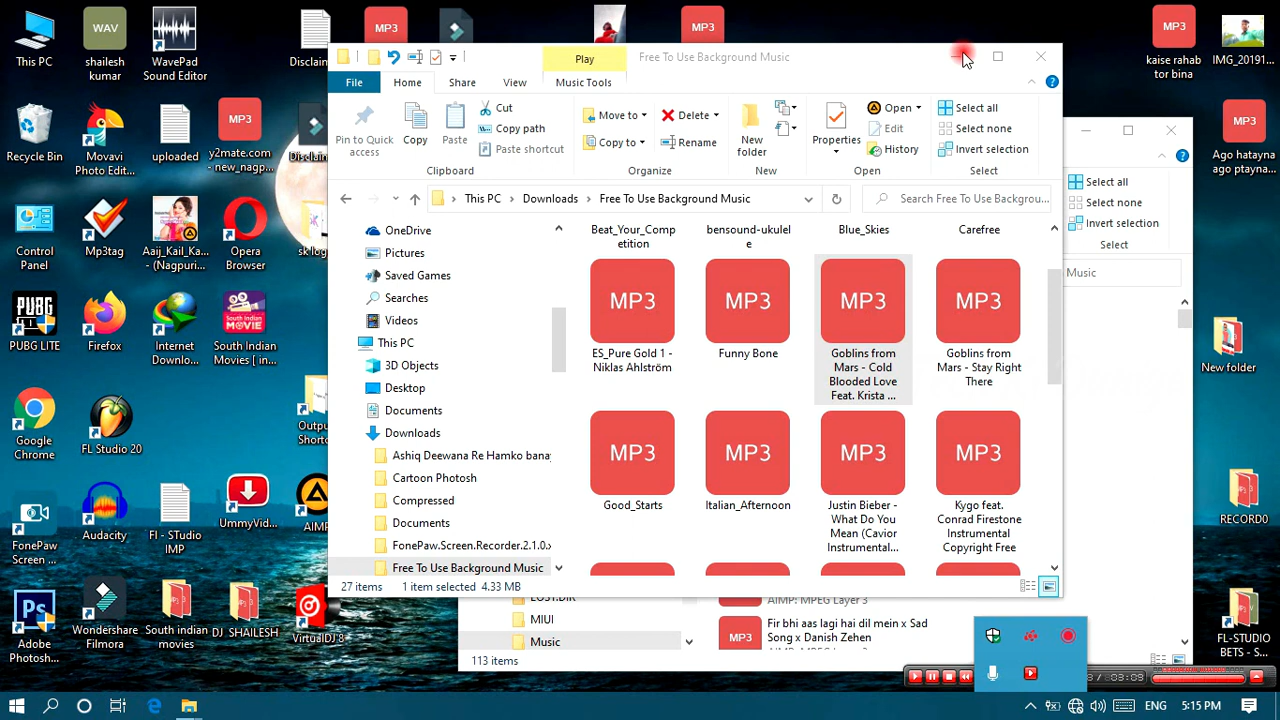 This PC
WAV
shailesh
kumar
WavePad
Sound Editor
MP3
MP3
MP3
kaise rahab
tor bina
IMG_20191...
Free To Use Background Music
Play
File
Home
Share
View
Music Tools
Pin to Quick
access
Copy
Paste
Cut
Copy path
Paste shortcut
Clipboard
Move to
Copy to
Delete
Rename
Organize
New
folder
New
Properties
Open
Edit
History
Open
Select all
Select none
Invert selection
Select
This PC
Downloads
Free To Use Background Music
Search Free To Use Backgrou...
OneDrive
Pictures
Saved Games
Searches
Videos
This PC
3D Objects
Desktop
Documents
Downloads
Ashiq Deewana Re Hamko banay
Cartoon Photosh
Compressed
Documents
FonePaw.Screen.Recorder.2.1.0.x
Free To Use Background Music
Beat_Your_Comp
etition
bensound-ukulel
e
Blue_Skies
Carefree
MP3
MP3
MP3
MP3
ES_Pure Gold 1 -
Niklas Ahlström
Funny Bone
Goblins from
Mars - Cold
Blooded Love
Feat. Krista ...
Goblins from
Mars - Stay Right
There
MP3
MP3
MP3
MP3
Good_Starts
Italian_Afternoon
Justin Bieber -
What Do You
Mean (Cavior
Instrumental...
Kygo feat.
Conrad Firestone
Instrumental
Copyright Free
27 items
1 item selected 4.33 MB
Select all
Select none
Invert selection
Select
Music
LOST.DIR
MIUI
Music
AIMP: MPEG Layer 3
MP3
Fir bhi aas lagi hai dil mein x Sad
Song x Danish Zehen
113 items
Recycle Bin
Movavi
Photo Edit...
uploaded
MP3
y2mate.com
- new_nagp...
Control
Panel
Mp3tag
Aaij_Kail_Ka...
- (Nagpuri...
Opera
Browser
sk log
PUBG LITE
Firefox
Internet
Downlo...
SOUTH INDIAN MOVIE
South Indian
Movies [ in...
Google
Chrome
FL Studio 20
FonePaw
Screen ...
Audacity
Fl - STudio
IMP
UmmyVid...
AIMP
Ps
Adobe
Photosh...
Wondershare
Filmora
South indian
movies
DJ SHAILESH
VirtualDJ 8
MP3
Ago hatayna
ago ptayna...
New folder
RECORD0
FL-STUDIO
BETS - S...
ENG
5:15 PM